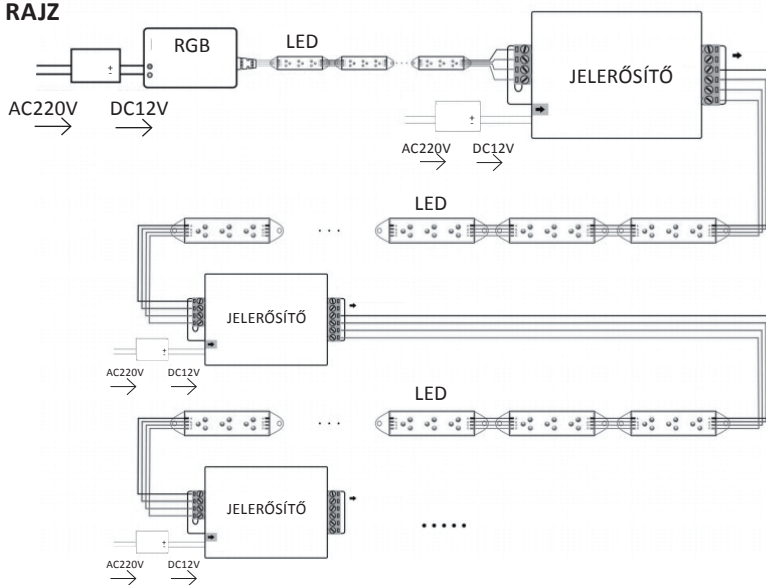 RAJZ
RGB
LED
JELERŐSÍTŐ
AC220V DC12V
AC220V DC12V
LED
JELERŐSÍTŐ
AC220V DC12V
LED
JELERŐSÍTŐ
AC220V DC12V